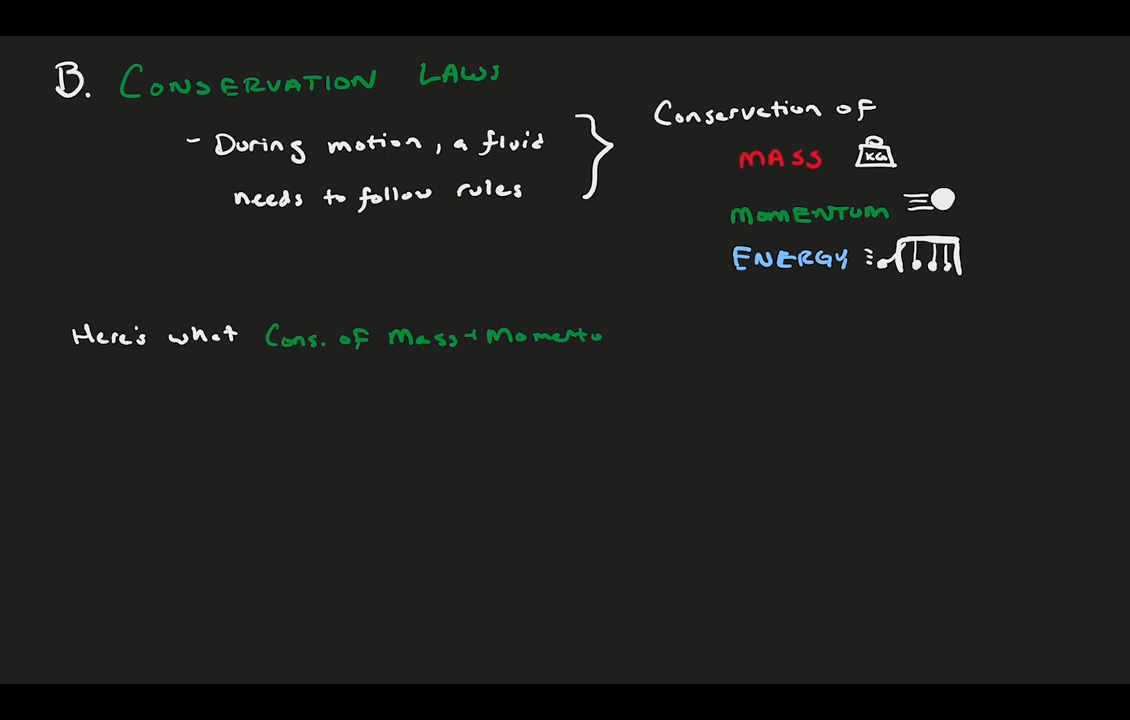 B. CONSERVATION LAWS
- During motion, a fluid
needs to follow rules
Conservation of
MASS KG
MOMENTUM
ENERGY
Here's what Cons. of Mass + Momentu